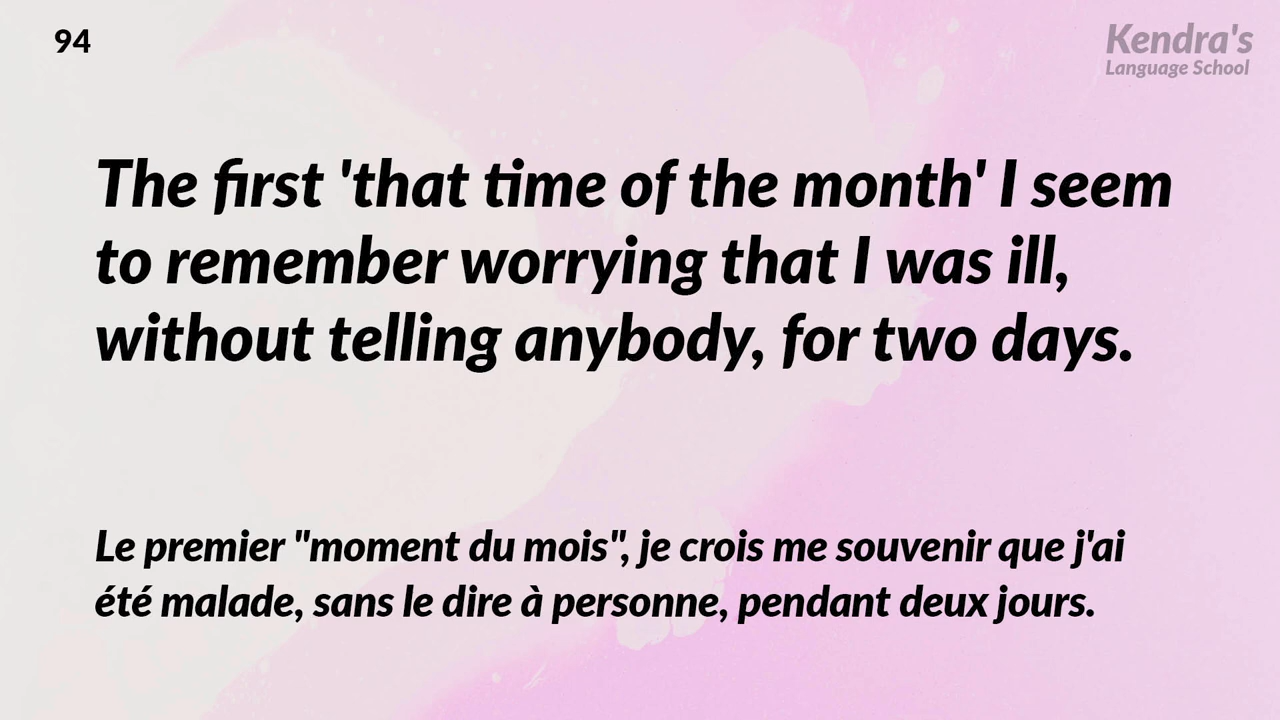 94
Kendra's
Language School
The first 'that time of the month' I seem
to remember worrying that I was ill,
without telling anybody, for two days.
Le premier "moment du mois", je crois me souvenir que j'ai
été malade, sans le dire à personne, pendant deux jours.